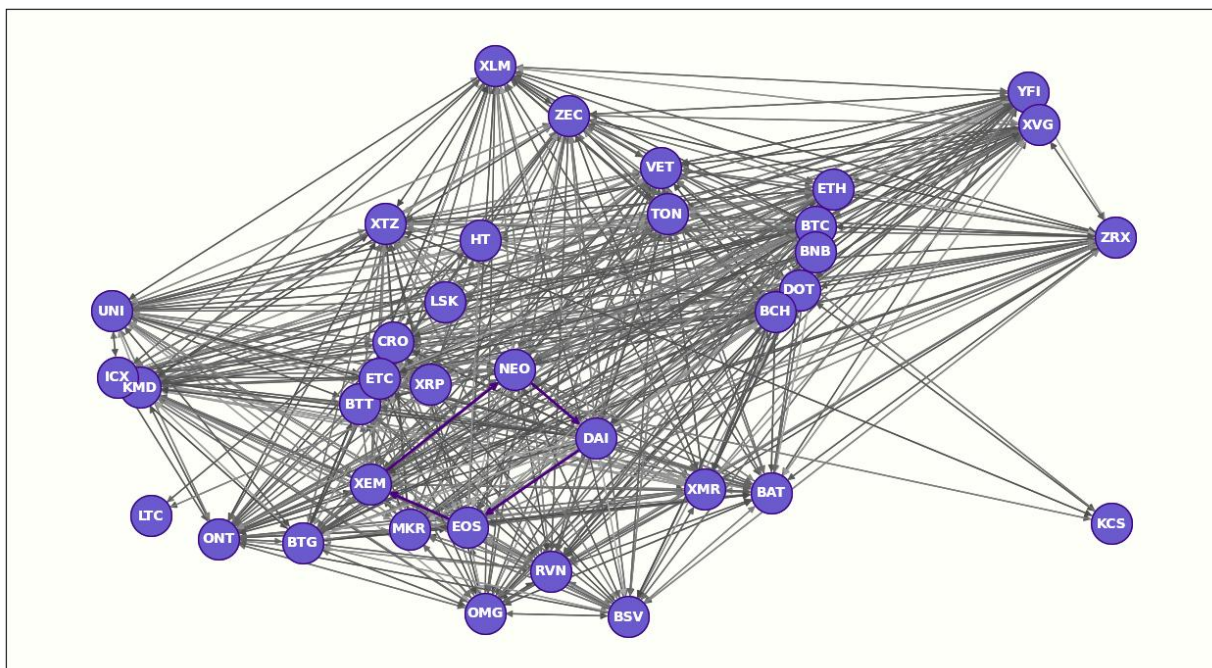 XLM
YFI
ZEC
XVG
VET
ETH
TON
XTZ
BTC
ZRX
HT
BNB
DOT
LSK
UNI
BCH
CRO
NEO
ICX
ETC
XRP
KMD
BTT
DAI
XEM
XMR
BAT
LTC
KCS
EOS
MKR
ONT
BTG
RVN
OMG
BSV